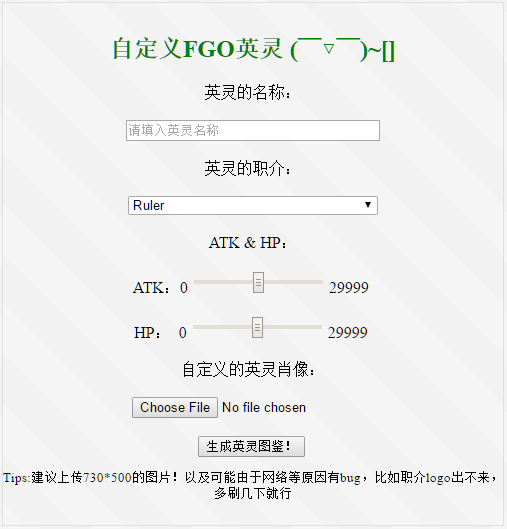 自定义FGO英灵 (￣▽￣)~[]
英灵的名称：
请填入英灵名称
英灵的职介：
Ruler
ATK & HP：
ATK：0 29999
HP： 0 29999
自定义的英灵肖像：
Choose File No file chosen
生成英灵图鉴！
Tips:建议上传730*500的图片！以及可能由于网络等原因有bug，比如职介logo出不来，
多刷几下就行